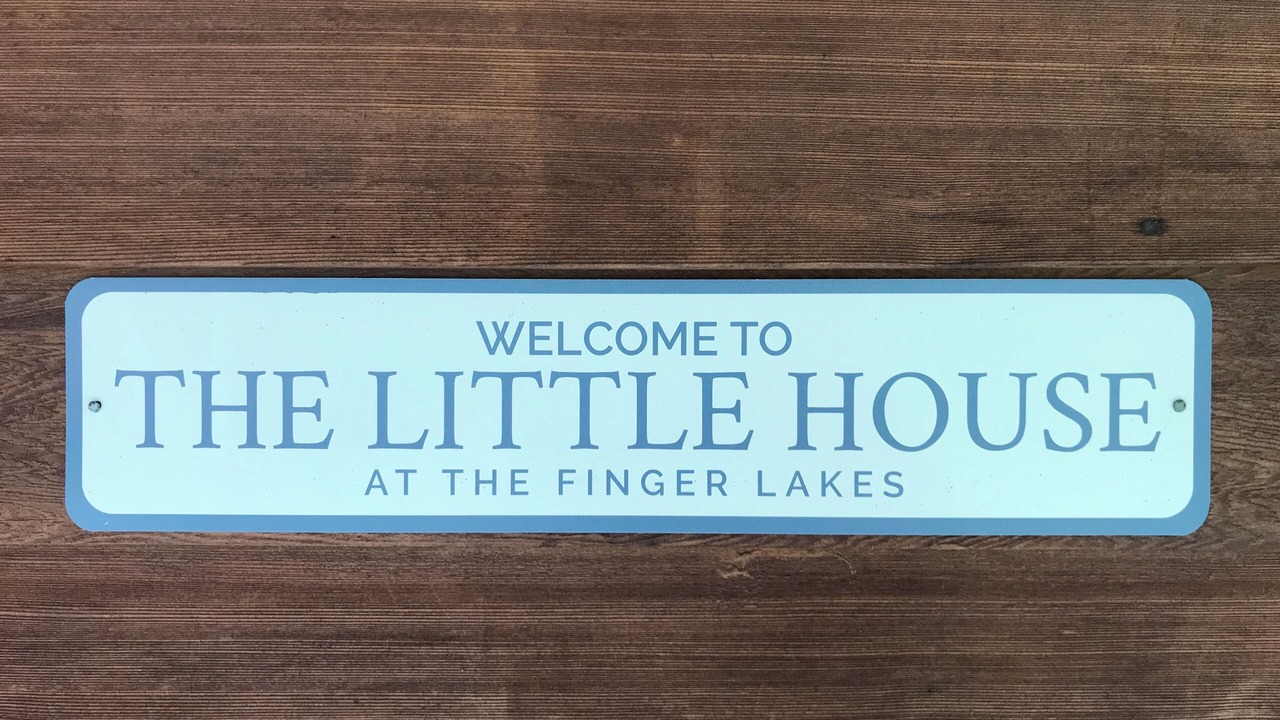 WELCOME TO
THE LITTLE HOUSE
AT THE FINGER LAKES